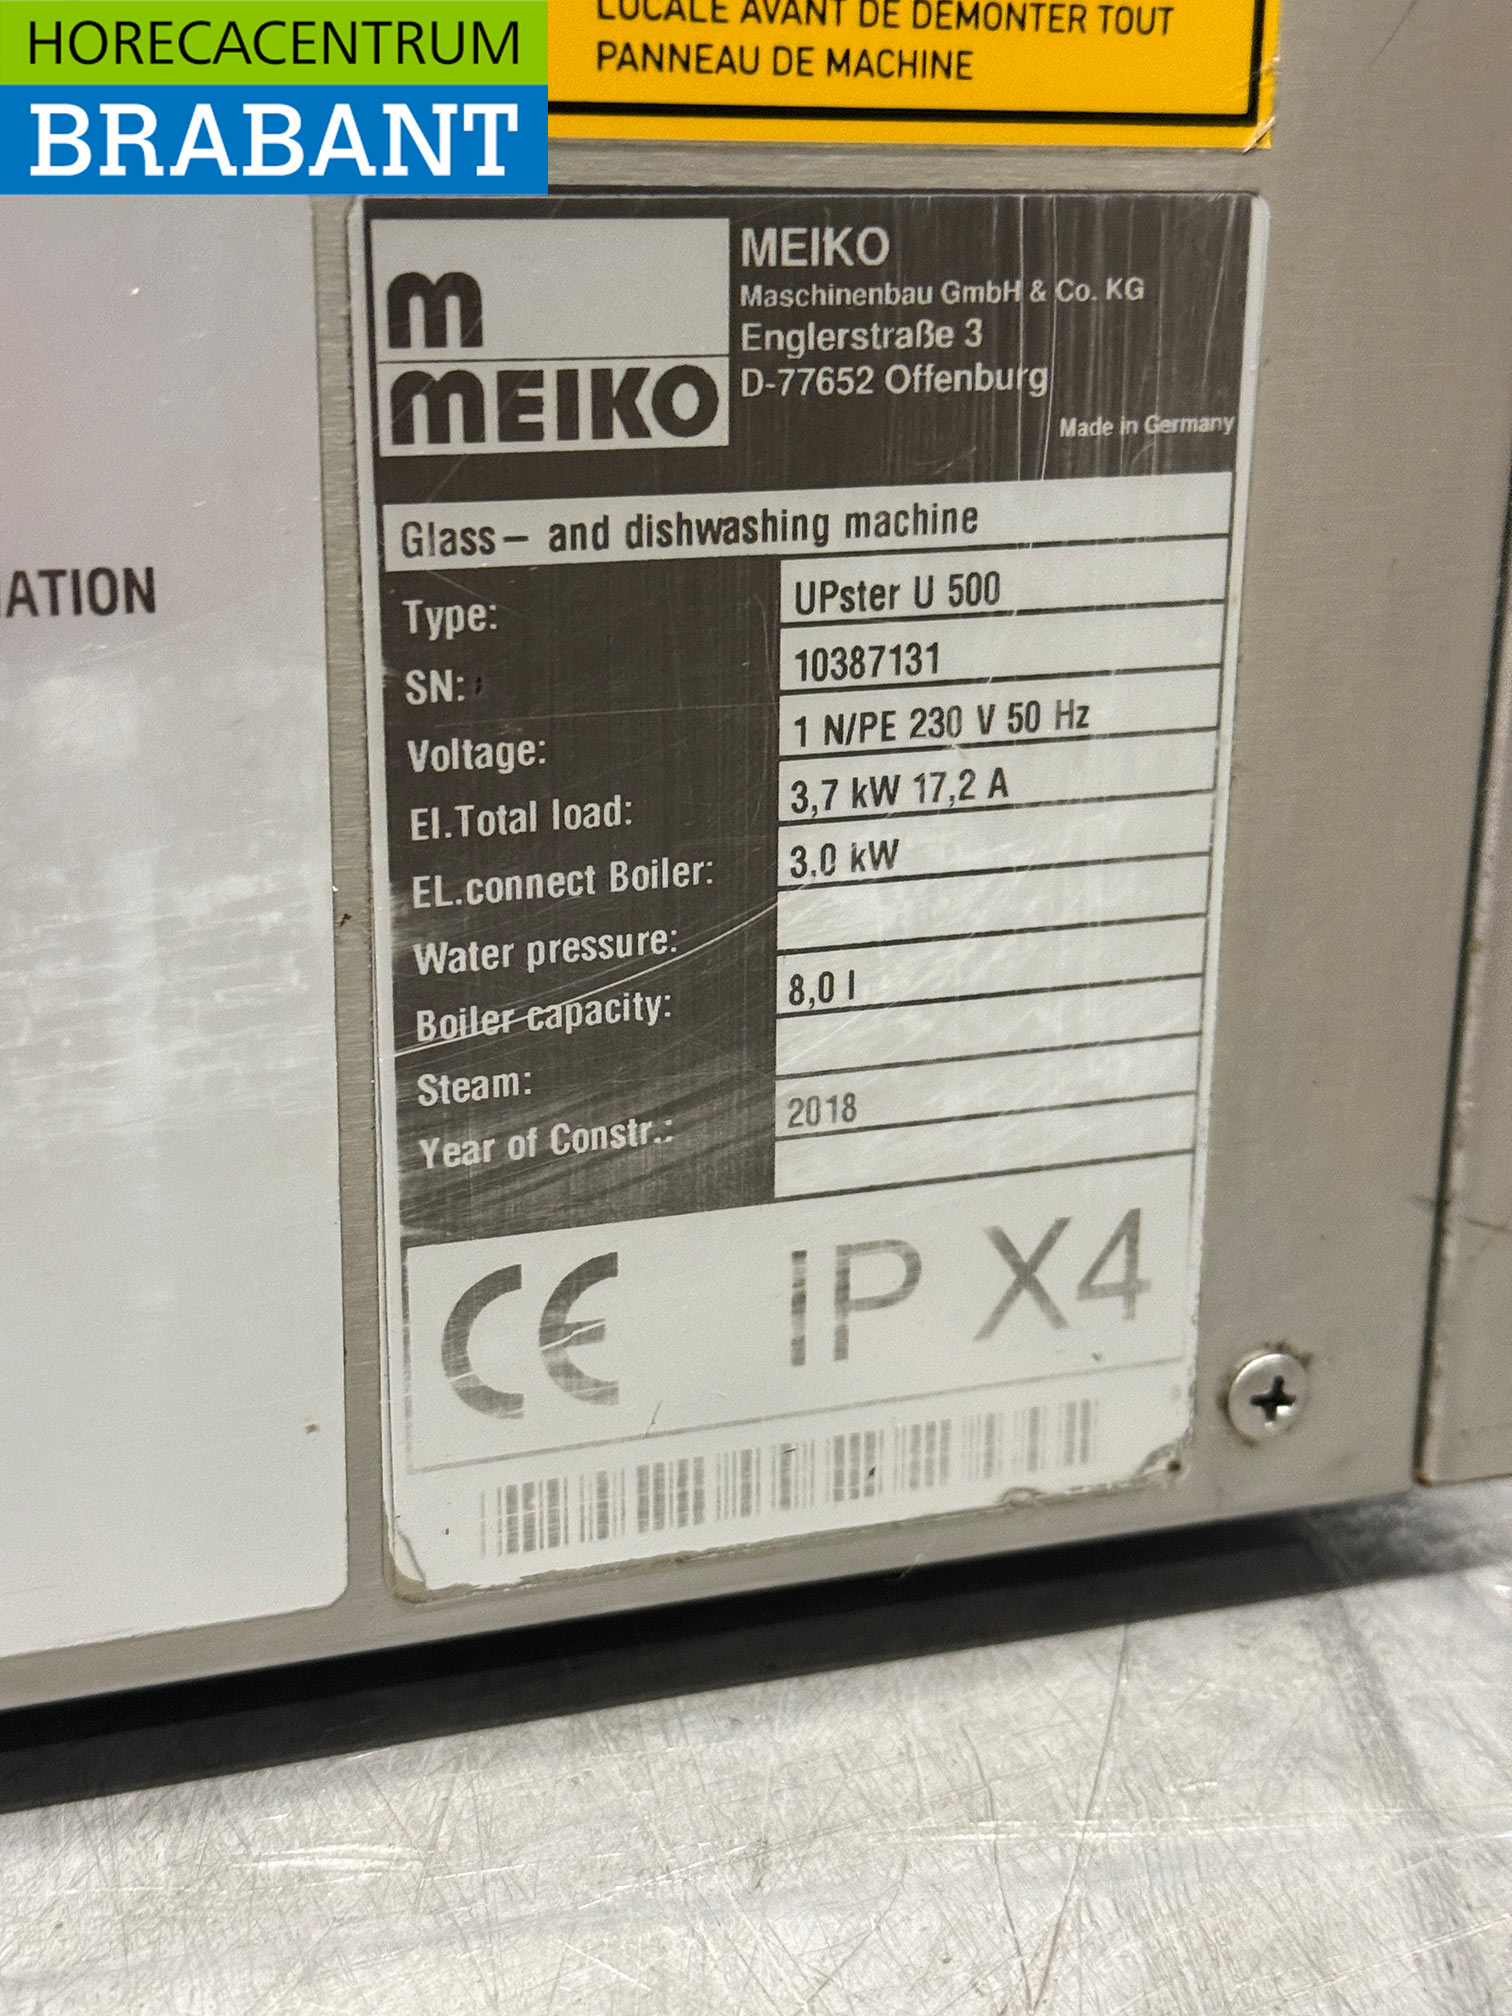 HORECACENTRUM
BRABANT
LOCALE AVANT DE DÉMONTER TOUT
PANNEAU DE MACHINE
m
MEIKO
MEIKO
Maschinenbau GmbH & Co. KG
Englerstraße 3
D-77652 Offenburg
Made in Germany
Glass- and dishwashing machine
Type: UPster U 500
SN: 10387131
Voltage: 1 N/PE 230 V 50 Hz
El.Total load: 3,7 kW 17,2 A
EL.connect Boiler: 3,0 kW
Water pressure:
Boiler capacity: 8,0 l
Steam:
Year of Constr.: 2018
CE IP X4